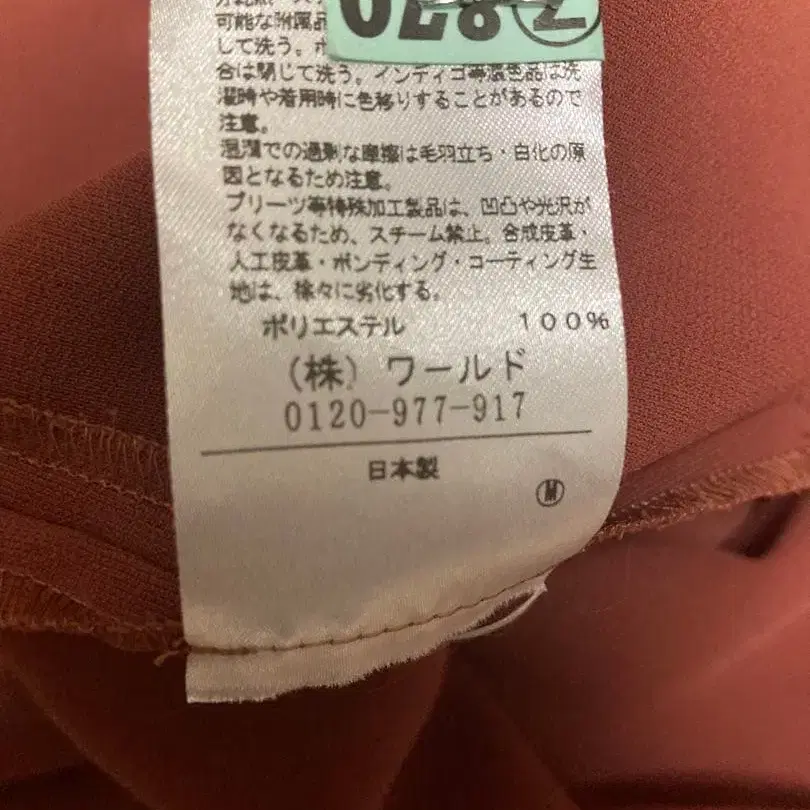 可能な附属品
して洗う。
合は閉じて洗う。インディゴ等濃色品は洗
濯時や着用時に色移りすることがあるので
注意。
湿潤での過剰な摩擦は毛羽立ち・白化の原
因となるため注意。
プリーツ等特殊加工製品は、凹凸や光沢が
なくなるため、スチーム禁止。合成皮革・
人工皮革・ボンディング・コーティング生
地は、徐々に劣化する。
ポリエステル 100%
(株) ワールド
0120-977-917
日本製
M